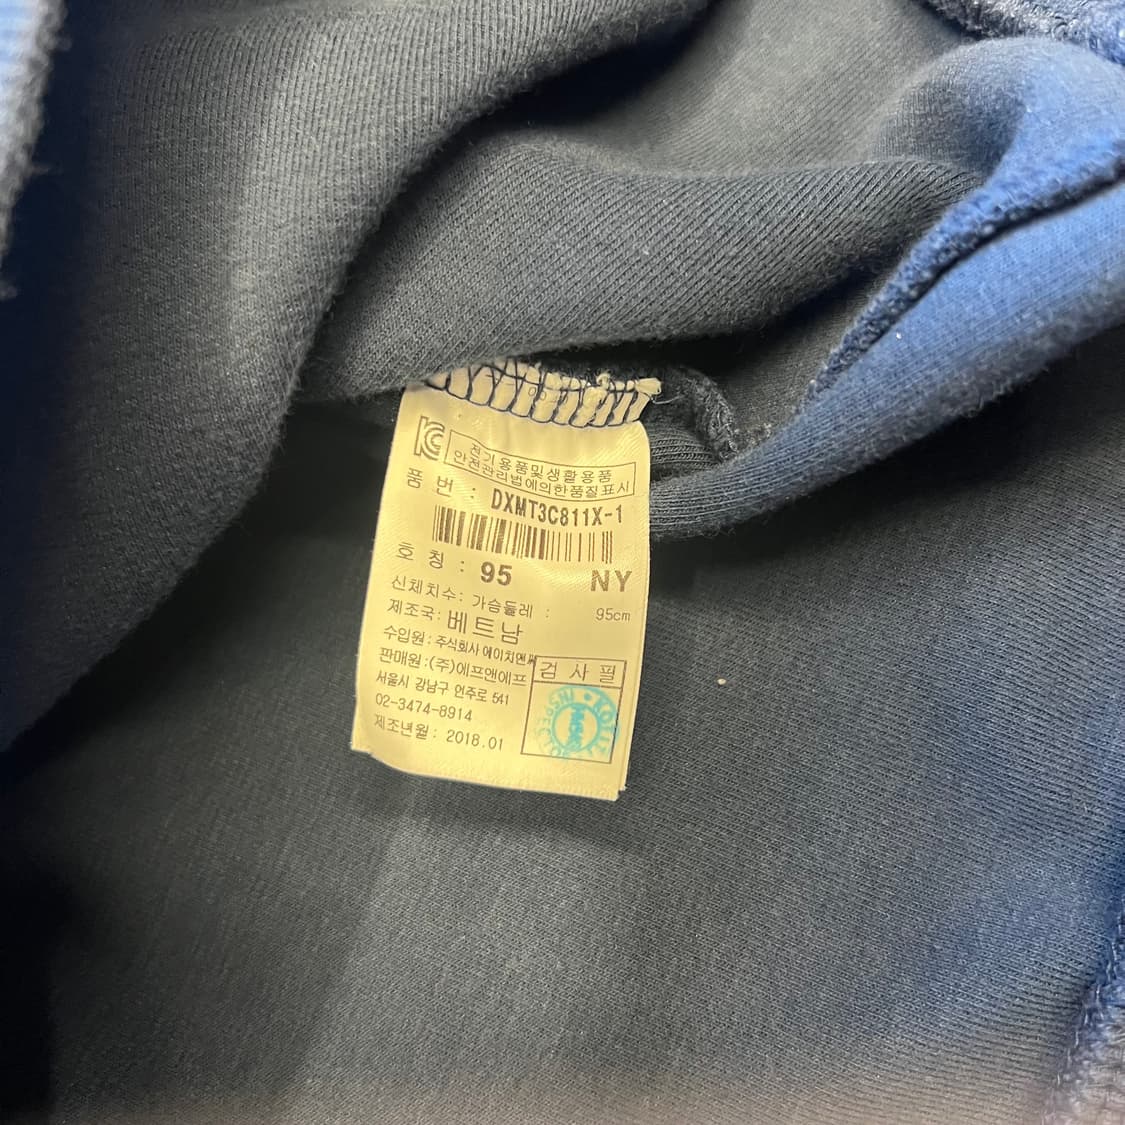 전기용품및생활용품
안전관리법에의한품질표시
품 번 : DXMT3C811X-1
호 칭 : 95 NY
신체치수: 가슴둘레 : 95cm
제조국: 베트남
수입원: 주식회사 에이치앤씨
판매원:(주)에프앤에프
서울시 강남구 언주로 541
02-3474-8914
제조년월: 2018.01
검 사 필